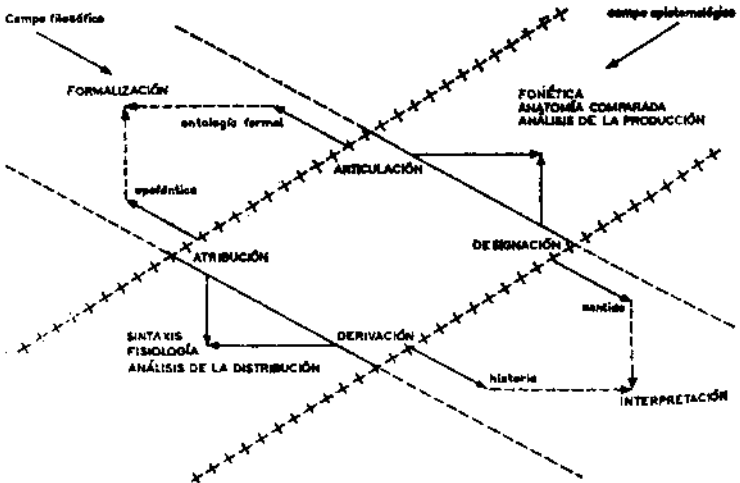 Campo filosófico
campo epistemológico
FORMALIZACIÓN
ontología formal
FONÉTICA
ANATOMÍA COMPARADA
ANÁLISIS DE LA PRODUCCIÓN
ARTICULACIÓN
apofántica
ATRIBUCIÓN
DESIGNACIÓN
sentido
SINTAXIS
FISIOLOGÍA
ANÁLISIS DE LA DISTRIBUCIÓN
DERIVACIÓN
historia
INTERPRETACIÓN